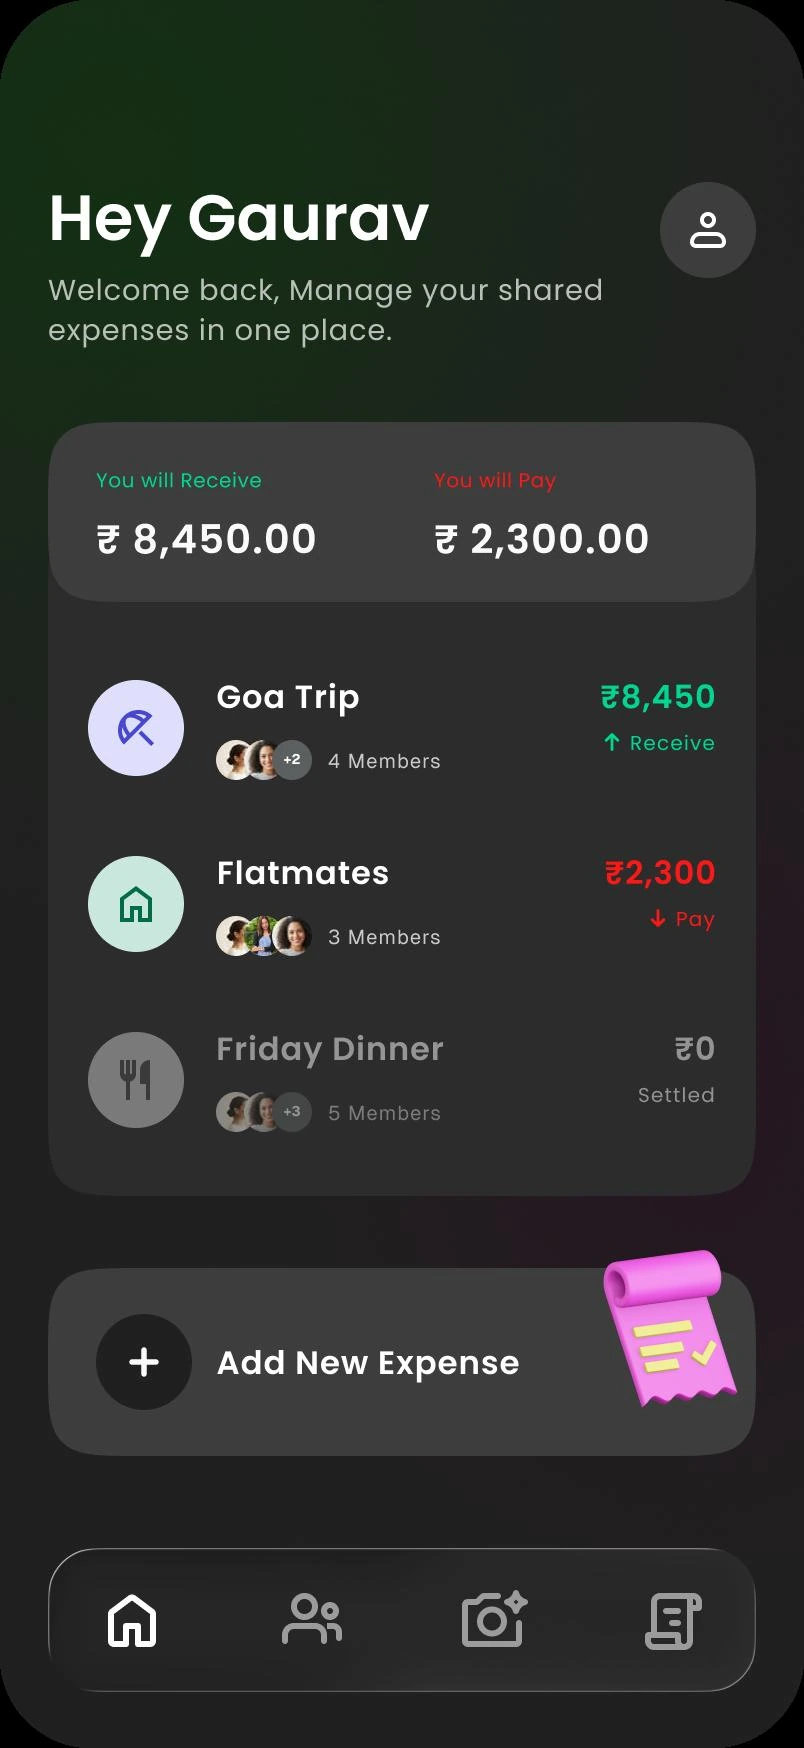 Hey Gaurav
Welcome back, Manage your shared
expenses in one place.
You will Receive
₹ 8,450.00
You will Pay
₹ 2,300.00
Goa Trip
+2
4 Members
₹8,450
↑ Receive
Flatmates
3 Members
₹2,300
↓ Pay
Friday Dinner
+3
5 Members
₹0
Settled
Add New Expense